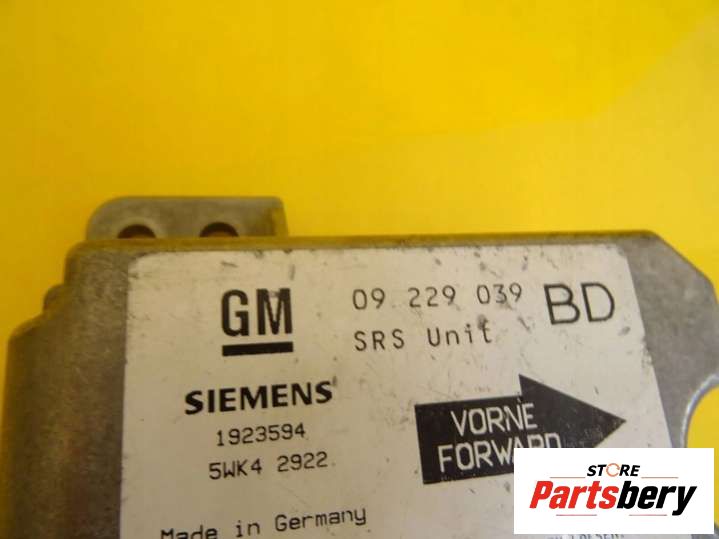 GM 09 229 039 BD
SRS Unit
SIEMENS
1923594
5WK4 2922
VORNE
FORWARD
Made in Germany
STORE
Partsbery